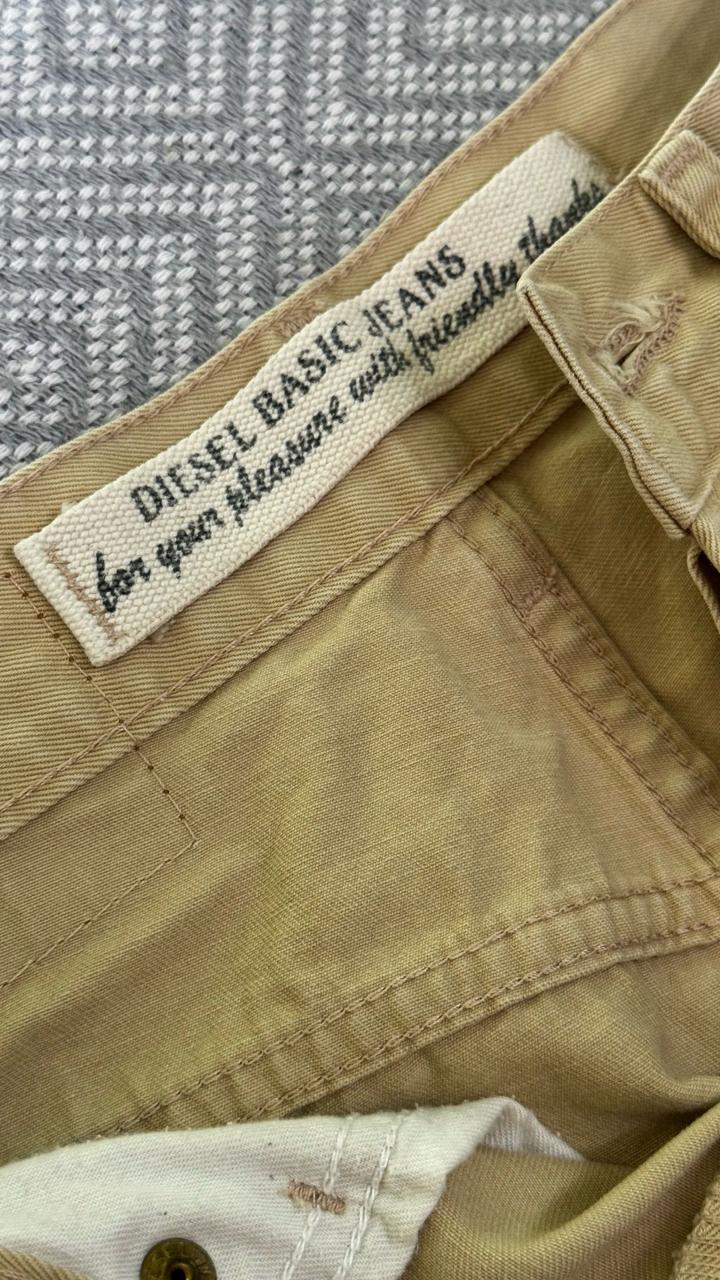 DIESEL BASIC JEANS
for your pleasure with friendly thanks